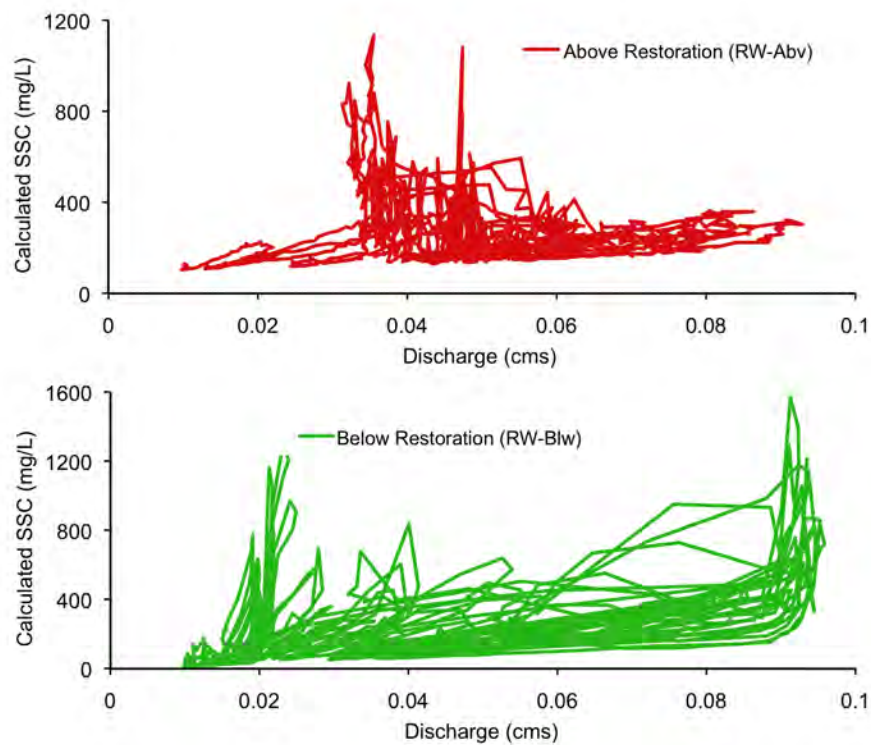 1200
800
400
0
Calculated SSC (mg/L)
Above Restoration (RW-Abv)
0 0.02 0.04 0.06 0.08 0.1
Discharge (cms)
1600
1200
800
400
0
Calculated SSC (mg/L)
Below Restoration (RW-Blw)
0 0.02 0.04 0.06 0.08 0.1
Discharge (cms)